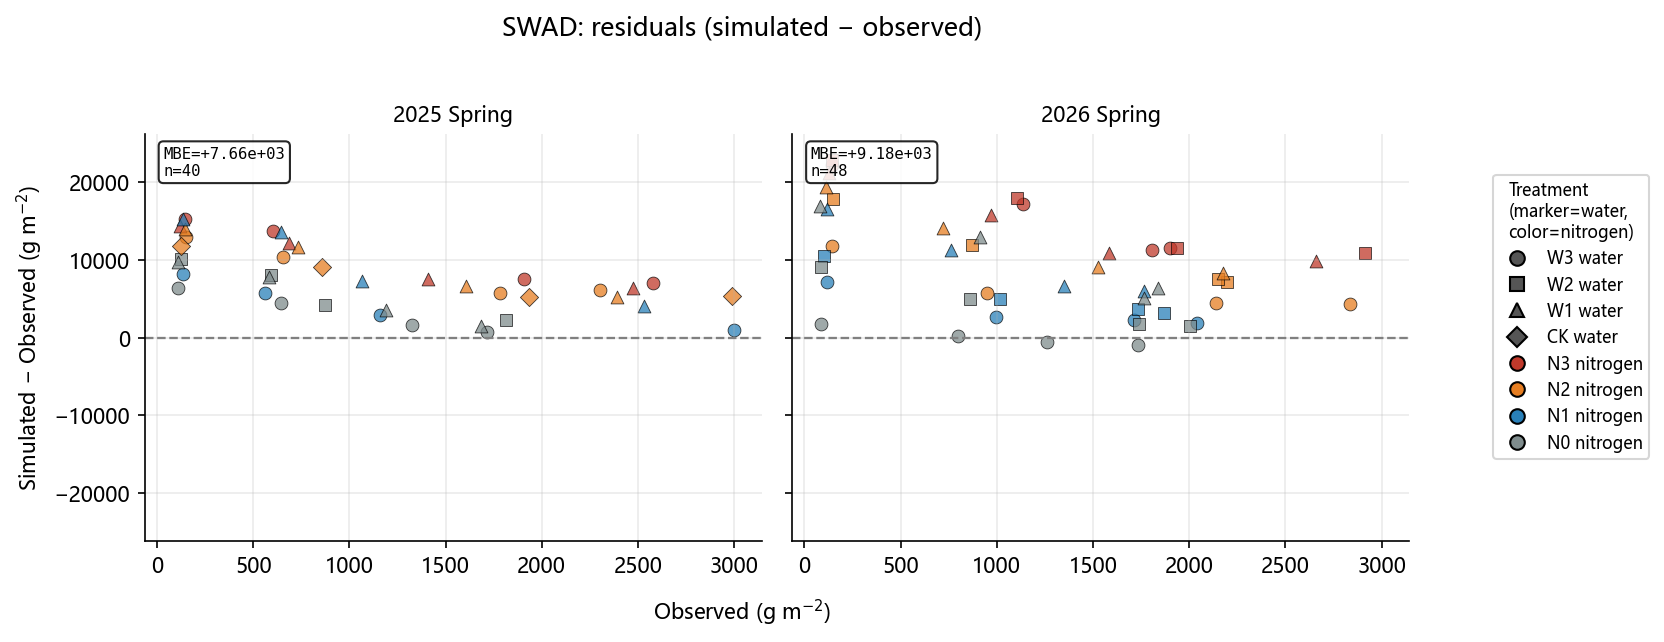 SWAD: residuals (simulated − observed)
2025 Spring
2026 Spring
MBE=+7.66e+03
n=40
MBE=+9.18e+03
n=48
Simulated − Observed (g m⁻²)
20000
10000
0
−10000
−20000
0 500 1000 1500 2000 2500 3000
0 500 1000 1500 2000 2500 3000
Observed (g m⁻²)
Treatment
(marker=water,
color=nitrogen)
W3 water
W2 water
W1 water
CK water
N3 nitrogen
N2 nitrogen
N1 nitrogen
N0 nitrogen